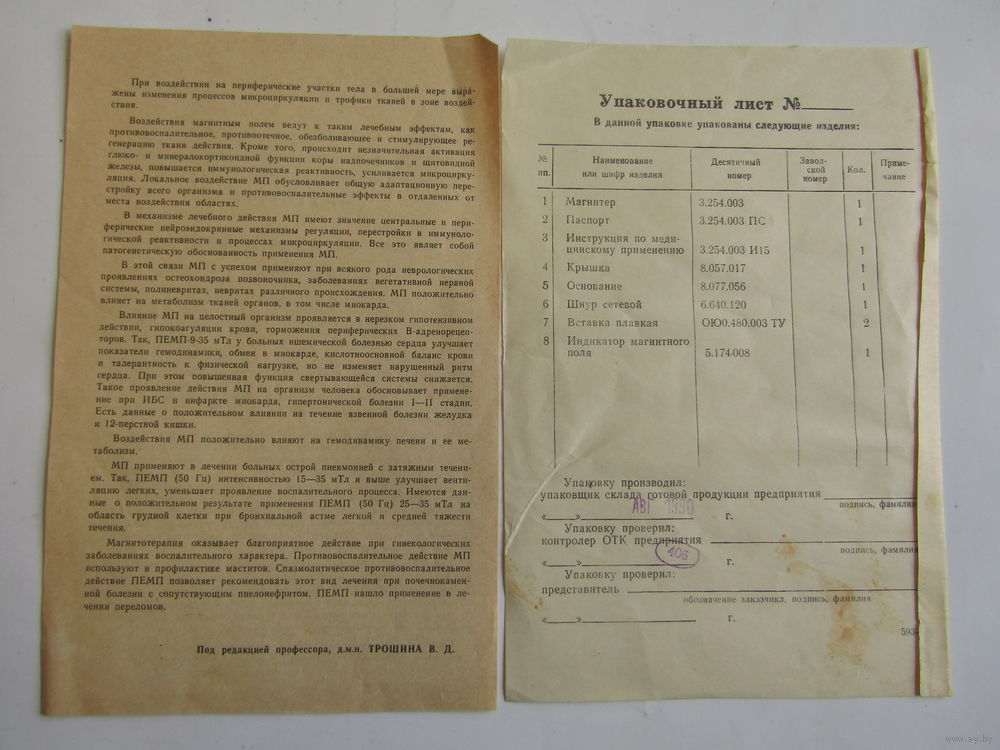 При воздействии на периферические участки тела в большей мере выра-
жены изменения процессов микроциркуляции и трофики тканей в зоне воздей-
ствия.
Воздействия магнитным полем ведут к таким лечебным эффектам, как
противовоспалительное, противоотечное, обезболивающее и стимулирующее ре-
генерацию ткани действия. Кроме того, происходит незначительная активация
глюко- и минералокортикоидной функции коры надпочечников и щитовидной
железы, повышается иммунологическая реактивность, усиливается микроцирку-
ляция. Локальное воздействие МП обусловливает общую адаптационную пере-
стройку всего организма и противовоспалительные эффекты в отдаленных от
места воздействия областях.
В механизме лечебного действия МП имеют значение центральные и пери-
ферические нейроэндокринные механизмы регуляции, перестройки в иммуноло-
гической реактивности и процессах микроциркуляции. Все это являет собой
патогенетическую обоснованность применения МП.
В этой связи МП с успехом применяют при всякого рода неврологических
проявлениях остеохондроза позвоночника, заболеваниях вегетативной нервной
системы, полиневритах, невритах различного происхождения. МП положительно
влияет на метаболизм тканей органов, в том числе миокарда.
Влияние МП на целостный организм проявляется в нерезком гипотензивном
действии, гипокоагуляции крови, торможения периферических В-адренорецеп-
торов. Так, ПЕМП-9-35 мТл у больных ишемической болезнью сердца улучшает
показатели гемодинамики, обмен в миокарде, кислотноосновной баланс крови
и талерантность к физической нагрузке, но не изменяет нарушенный ритм
сердца. При этом повышенная функция свертывающейся системы снижается.
Такое проявление действия МП на организм человека обосновывает примене-
ние при ИБС и инфаркте миокарда, гипертонической болезни I—II стадии.
Есть данные о положительном влиянии на течение язвенной болезни желудка
и 12-перстной кишки.
Воздействия МП положительно влияют на гемодинамику печени и ее ме-
таболизм.
МП применяют в лечении больных острой пневмонией с затяжным течени-
ем. Так, ПЕМП (50 Гц) интенсивностью 15—35 мТл и выше улучшает венти-
ляцию легких, уменьшает проявление воспалительного процесса. Имеются дан-
ные о положительном результате применения ПЕМП (50 Гц) 25—35 мТл на
область грудной клетки при бронхиальной астме легкой и средней тяжести
течения.
Магнитотерапия оказывает благоприятное действие при гинекологических
заболеваниях воспалительного характера. Противовоспалительное действие МП
используют в профилактике маститов. Спазмолитическое противовоспалительное
действие ПЕМП позволяет рекомендовать этот вид лечения при почечнокамен-
ной болезни с сопутствующим пиелонефритом. ПЕМП нашло применение в ле-
чении переломов.
Под редакцией профессора, д.м.н. ТРОШИНА В. Д.
Упаковочный лист №
В данной упаковке упакованы следующие изделия:
№ пп. Наименование или шифр изделия Десятичный номер Завод- ской номер Кол. Приме- чание
1 Магнитер 3.254.003 1
2 Паспорт 3.254.003 ПС 1
3 Инструкция по меди-
цинскому применению 3.254.003 И15 1
4 Крышка 8.057.017 1
5 Основание 8.077.056 1
6 Шнур сетевой 6.640.120 1
7 Вставка плавкая ОЮ0.480.003 ТУ 2
8 Индикатор магнитного
поля 5.174.008 1
Упаковку производил:
упаковщик склада готовой продукции предприятия
подпись, фамилия
АВГ 1990
«___» г.
Упаковку проверил:
контролер ОТК предприятия
406
подпись, фамилия
«___» г.
Упаковку проверил:
представитель
обозначение заказчика, подпись, фамилия
«___» г.
593
www.ay.by